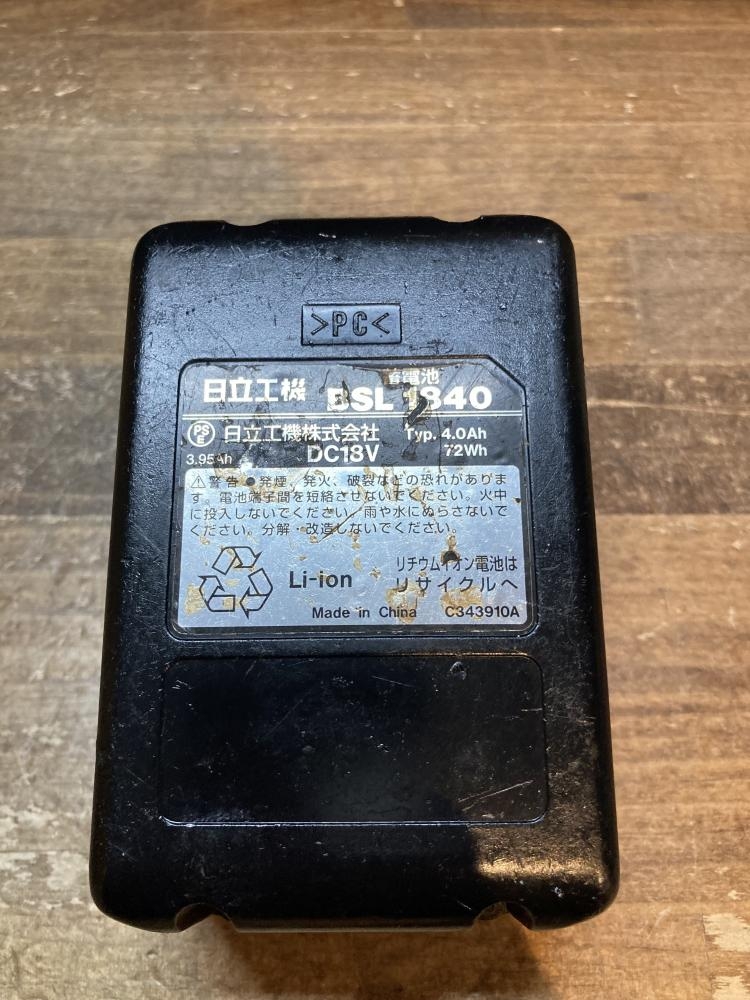 >PC<
蓄電池
日立工機 BSL 1840
PS E 日立工機株式会社 Typ. 4.0Ah
3.95Ah DC18V 72Wh
⚠警告 ●発煙、発火、破裂などの恐れがありま
す。電池端子間を短絡させないでください。火中
に投入しないでください。雨や水にぬらさないで
ください。分解・改造しないでください。
Li-ion リチウムイオン電池は
リサイクルへ
Made in China C343910A